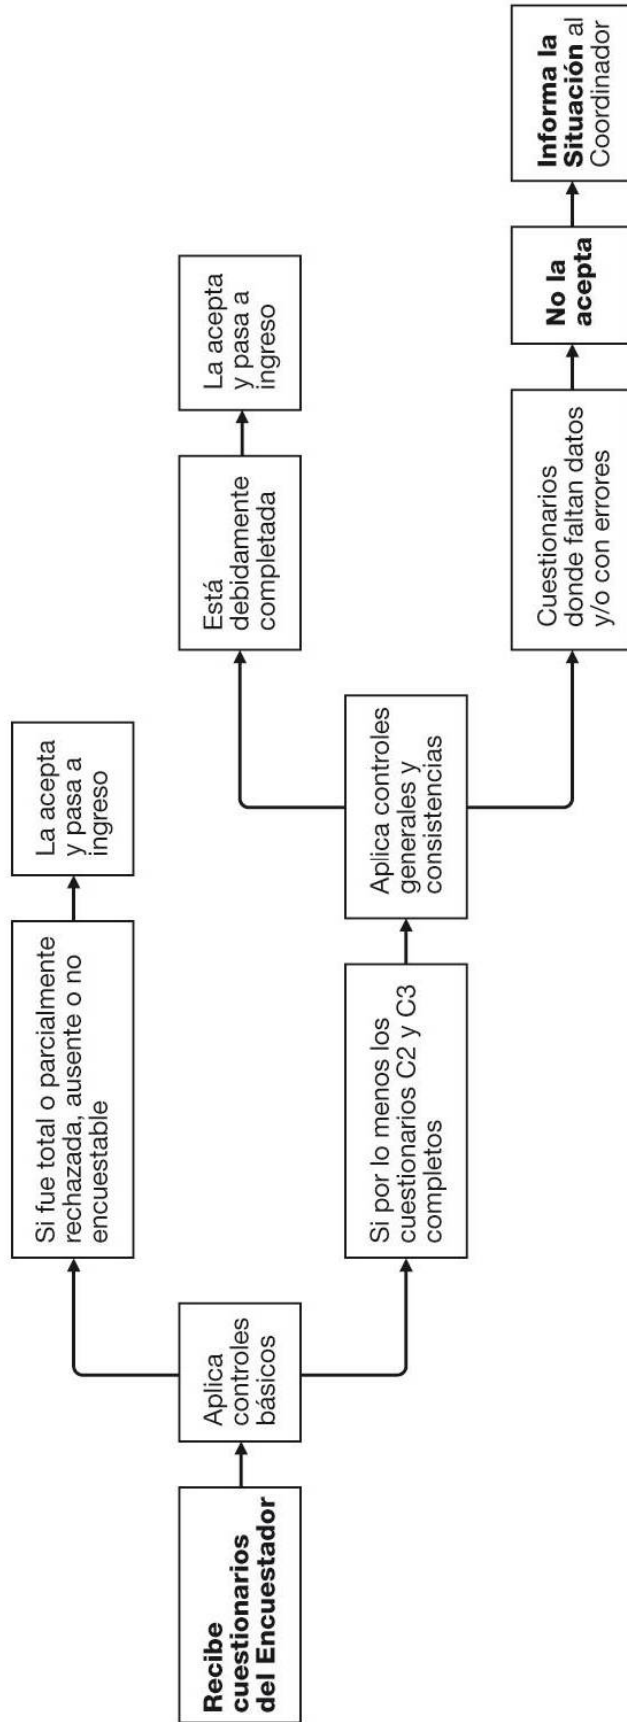 Recibe
cuestionarios
del Encuestador
Aplica
controles
básicos
Si fue total o parcialmente
rechazada, ausente o no
encuestable
La acepta
y pasa a
ingreso
Si por lo menos los
cuestionarios C2 y C3
completos
Aplica controles
generales y
consistencias
Está
debidamente
completada
La acepta
y pasa a
ingreso
Cuestionarios
donde faltan datos
y/o con errores
No la
acepta
Informa la
Situación al
Coordinador